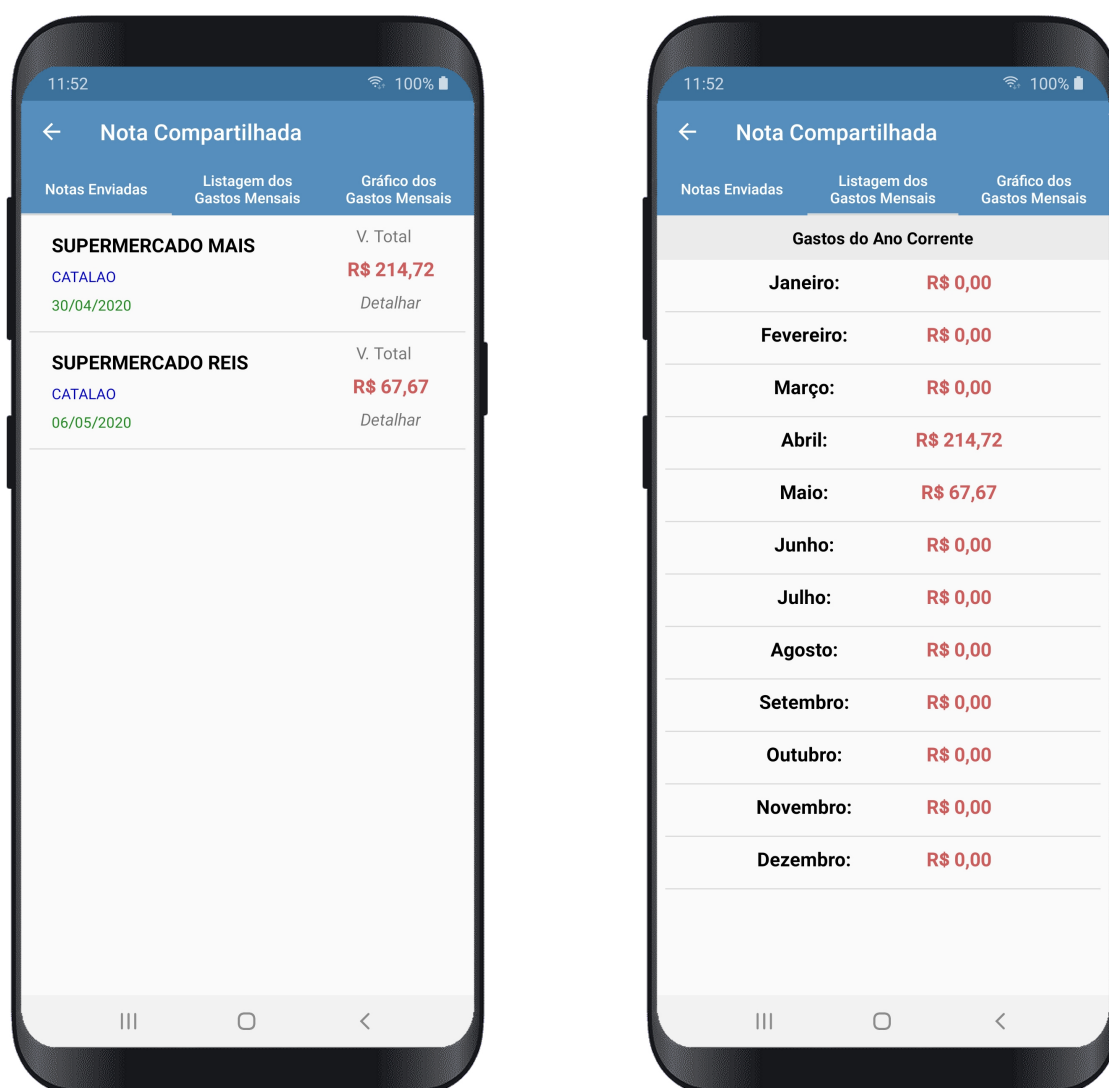 11:52
100%
Nota Compartilhada
Notas Enviadas
Listagem dos
Gastos Mensais
Gráfico dos
Gastos Mensais
SUPERMERCADO MAIS
V. Total
CATALAO
R$ 214,72
30/04/2020
Detalhar
SUPERMERCADO REIS
V. Total
CATALAO
R$ 67,67
06/05/2020
Detalhar
11:52
100%
Nota Compartilhada
Notas Enviadas
Listagem dos
Gastos Mensais
Gráfico dos
Gastos Mensais
Gastos do Ano Corrente
Janeiro: R$ 0,00
Fevereiro: R$ 0,00
Março: R$ 0,00
Abril: R$ 214,72
Maio: R$ 67,67
Junho: R$ 0,00
Julho: R$ 0,00
Agosto: R$ 0,00
Setembro: R$ 0,00
Outubro: R$ 0,00
Novembro: R$ 0,00
Dezembro: R$ 0,00